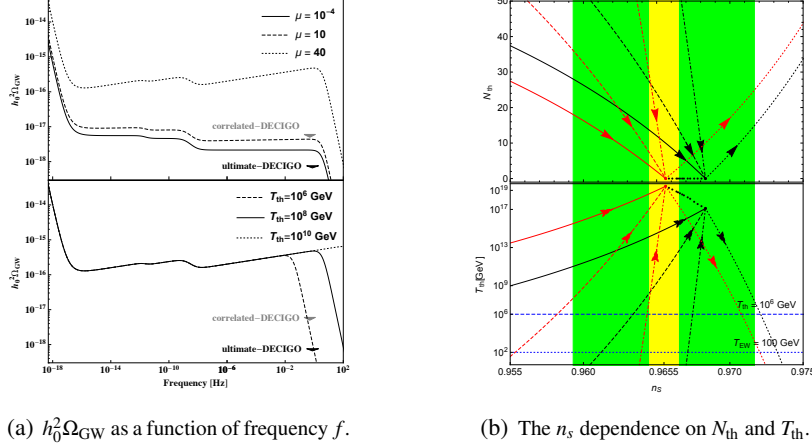 10⁻¹⁴
10⁻¹⁵
10⁻¹⁶
10⁻¹⁷
10⁻¹⁸
h₀²Ω_GW
μ = 10⁻⁴
μ = 10
μ = 40
correlated−DECIGO
ultimate−DECIGO
10⁻¹⁴
10⁻¹⁵
10⁻¹⁶
10⁻¹⁷
10⁻¹⁸
h₀²Ω_GW
T_th=10⁶ GeV
T_th=10⁸ GeV
T_th=10¹⁰ GeV
correlated−DECIGO
ultimate−DECIGO
10⁻¹⁸ 10⁻¹⁴ 10⁻¹⁰ 10⁻⁶ 10⁻² 10²
Frequency [Hz]
(a) h₀²Ω_GW as a function of frequency f.
50
40
30
20
10
0
N_th
10¹⁹
10¹⁷
10¹³
10⁹
10⁶
10²
T_th[GeV]
T_th = 10⁶ GeV
T_EW = 100 GeV
0.955 0.960 0.9655 0.970 0.975
n_S
(b) The n_s dependence on N_th and T_th.